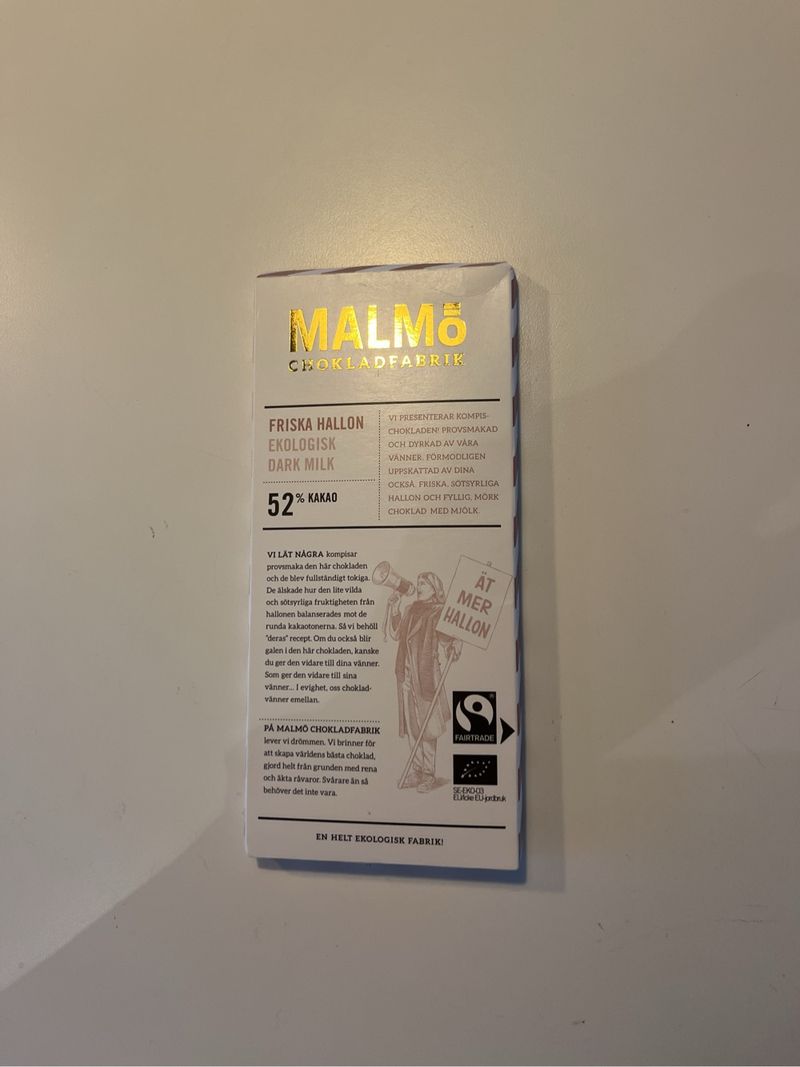 MALMÖ
CHOKLADFABRIK
FRISKA HALLON
EKOLOGISK
DARK MILK
52% KAKAO
VI PRESENTERAR KOMPIS-
CHOKLADEN! PROVSMAKAD
OCH DYRKAD AV VÅRA
VÄNNER. FÖRMODLIGEN
UPPSKATTAD AV DINA
OCKSÅ. FRISKA, SÖTSYRLIGA
HALLON OCH FYLLIG, MÖRK
CHOKLAD MED MJÖLK.
VI LÄT NÅGRA kompisar
provsmaka den här chokladen
och de blev fullständigt tokiga.
De älskade hur den lite vilda
och sötsyrliga fruktigheten från
hallonen balanserades mot de
runda kakaotonerna. Så vi behöll
"deras" recept. Om du också blir
galen i den här chokladen, kanske
du ger den vidare till dina vänner.
Som ger den vidare till sina
vänner... I evighet, oss choklad-
vänner emellan.
ÄT
MER
HALLON
PÅ MALMÖ CHOKLADFABRIK
lever vi drömmen. Vi brinner för
att skapa världens bästa choklad,
gjord helt från grunden med rena
och äkta råvaror. Svårare än så
behöver det inte vara.
FAIRTRADE
SE-EKO-03
EU/icke EU-jordbruk
EN HELT EKOLOGISK FABRIK!